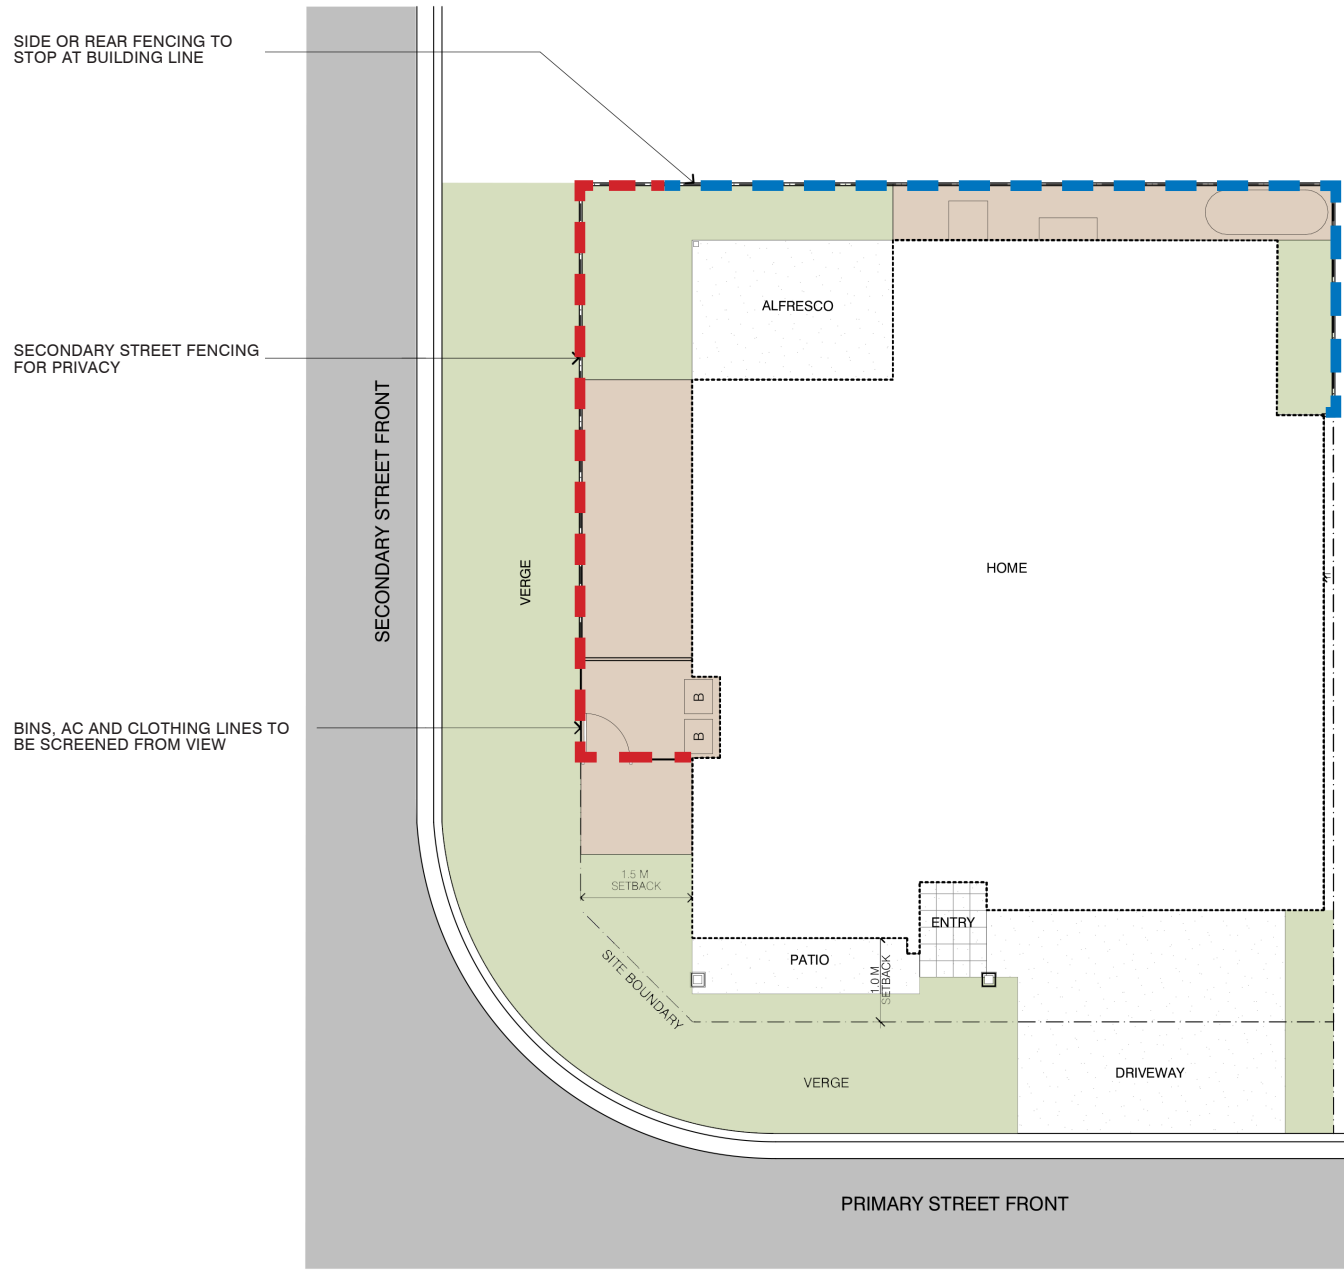 SIDE OR REAR FENCING TO
STOP AT BUILDING LINE
ALFRESCO
SECONDARY STREET FENCING
FOR PRIVACY
SECONDARY STREET FRONT
VERGE
HOME
B
B
BINS, AC AND CLOTHING LINES TO
BE SCREENED FROM VIEW
1.5 M
SETBACK
ENTRY
PATIO
1.0 M
SETBACK
SITE BOUNDARY
DRIVEWAY
VERGE
PRIMARY STREET FRONT